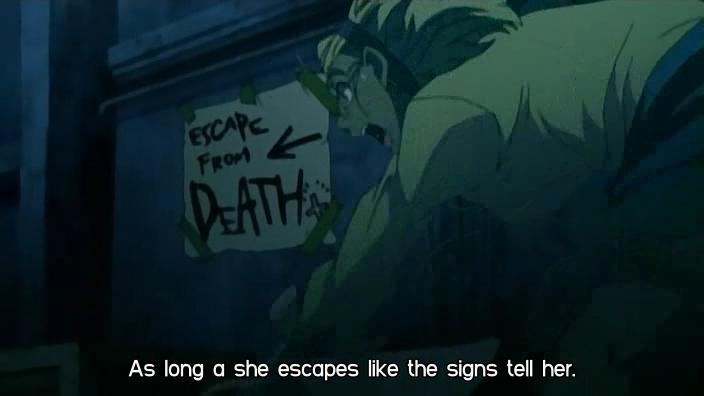 ESCAPE
FROM
DEATH
As long a she escapes like the signs tell her.